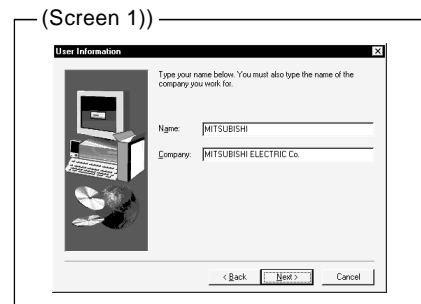 (Screen 1))
User Information
Type your name below. You must also type the name of the
company you work for.
Name: MITSUBISHI
Company: MITSUBISHI ELECTRIC Co.
< Back Next > Cancel